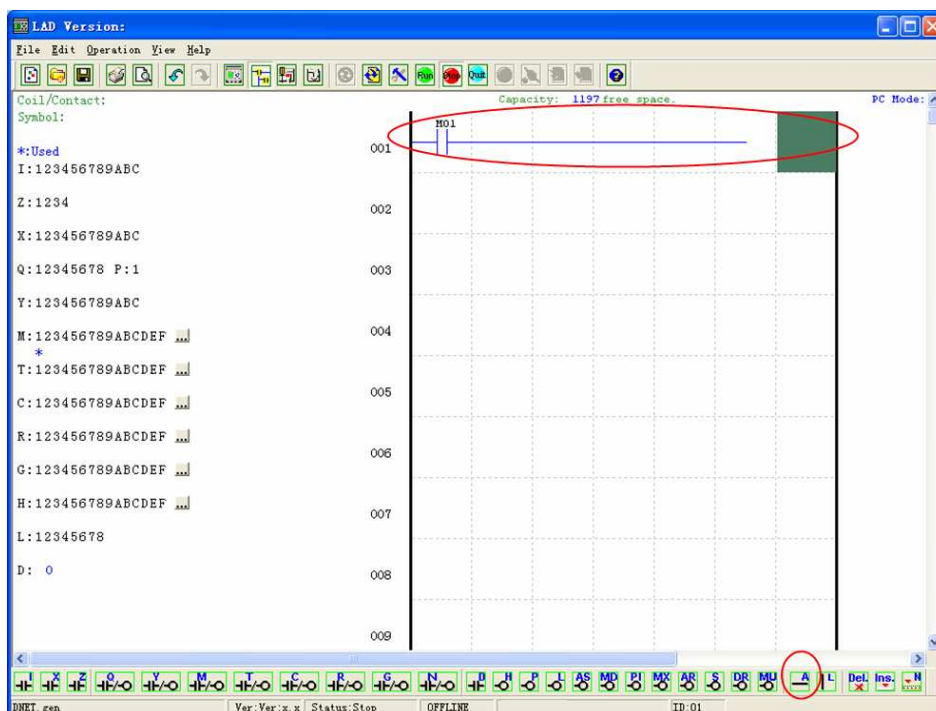 LAD Version:
File Edit Operation View Help
Run Stop Quit
Coil/Contact:
Capacity: 1197 free space.
PC Mode:
Symbol:
M01
001
*:Used
I:123456789ABC
Z:1234
002
X:123456789ABC
Q:12345678 P:1
003
Y:123456789ABC
M:123456789ABCDEF ...
004
*
T:123456789ABCDEF ...
C:123456789ABCDEF ...
005
R:123456789ABCDEF ...
G:123456789ABCDEF ...
006
H:123456789ABCDEF ...
007
L:12345678
D: 0
008
009
I X Z Q Y M T C R G N D H P L AS MD PI MX AR S DR MU A L Del. Ins. N
DNET.gen Ver:Ver:x.x Status:Stop OFFLINE ID:01